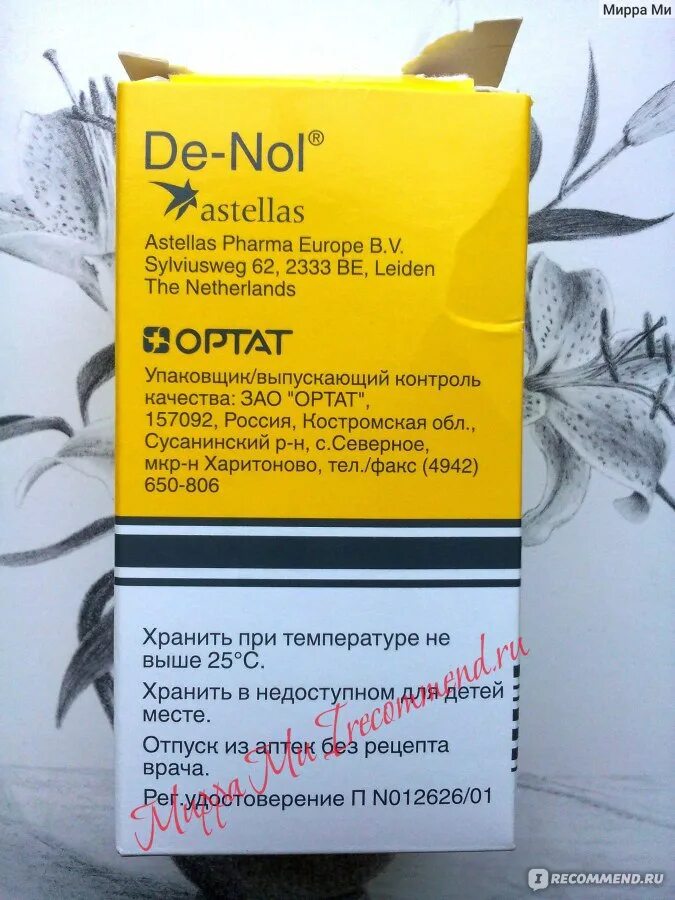 Мирра Ми
De-Nol®
astellas
Astellas Pharma Europe B.V.
Sylviusweg 62, 2333 BE, Leiden
The Netherlands
ОРТАТ
Упаковщик/выпускающий контроль
качества: ЗАО "ОРТАТ",
157092, Россия, Костромская обл.,
Сусанинский р-н, с.Северное,
мкр-н Харитоново, тел./факс (4942)
650-806
Хранить при температуре не
выше 25°С.
Хранить в недоступном для детей
месте.
Отпуск из аптек без рецепта
врача.
Рег.удостоверение П N012626/01
Мирра Ми Irecommend.ru
IRECOMMEND.RU